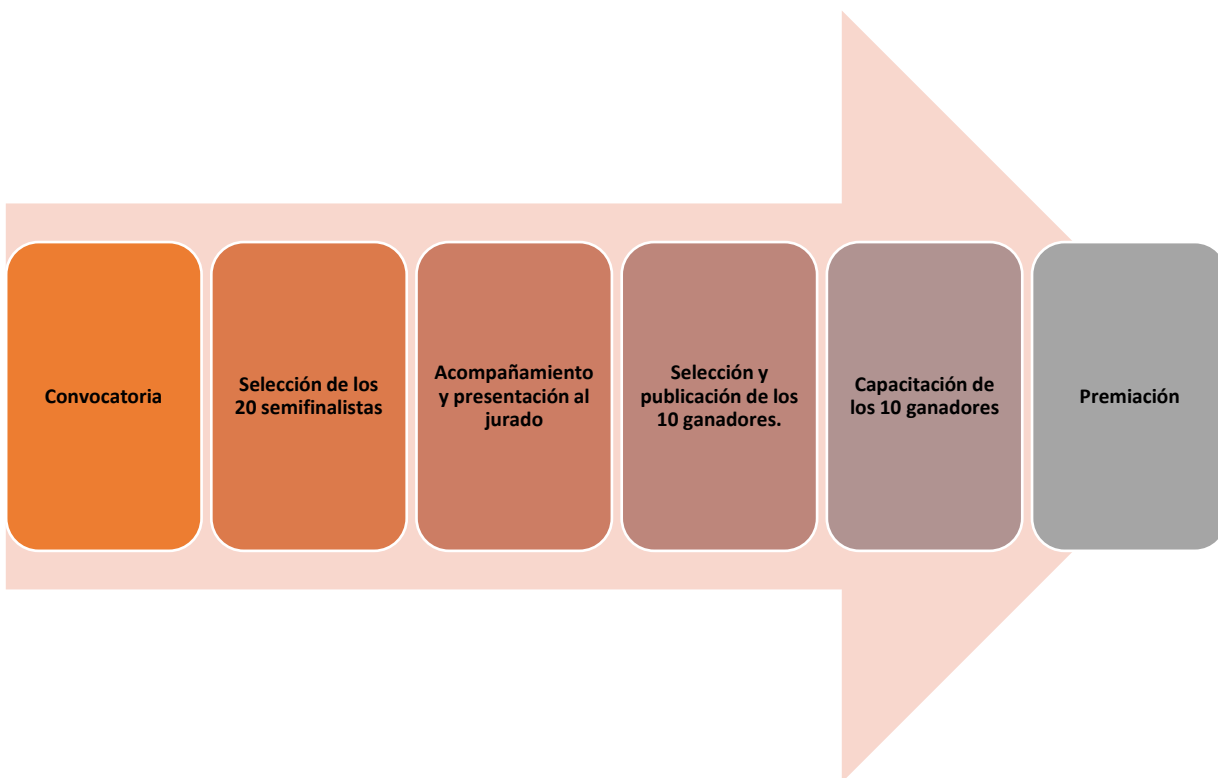 Convocatoria
Selección de los
20 semifinalistas
Acompañamiento
y presentación al
jurado
Selección y
publicación de los
10 ganadores.
Capacitación de
los 10 ganadores
Premiación